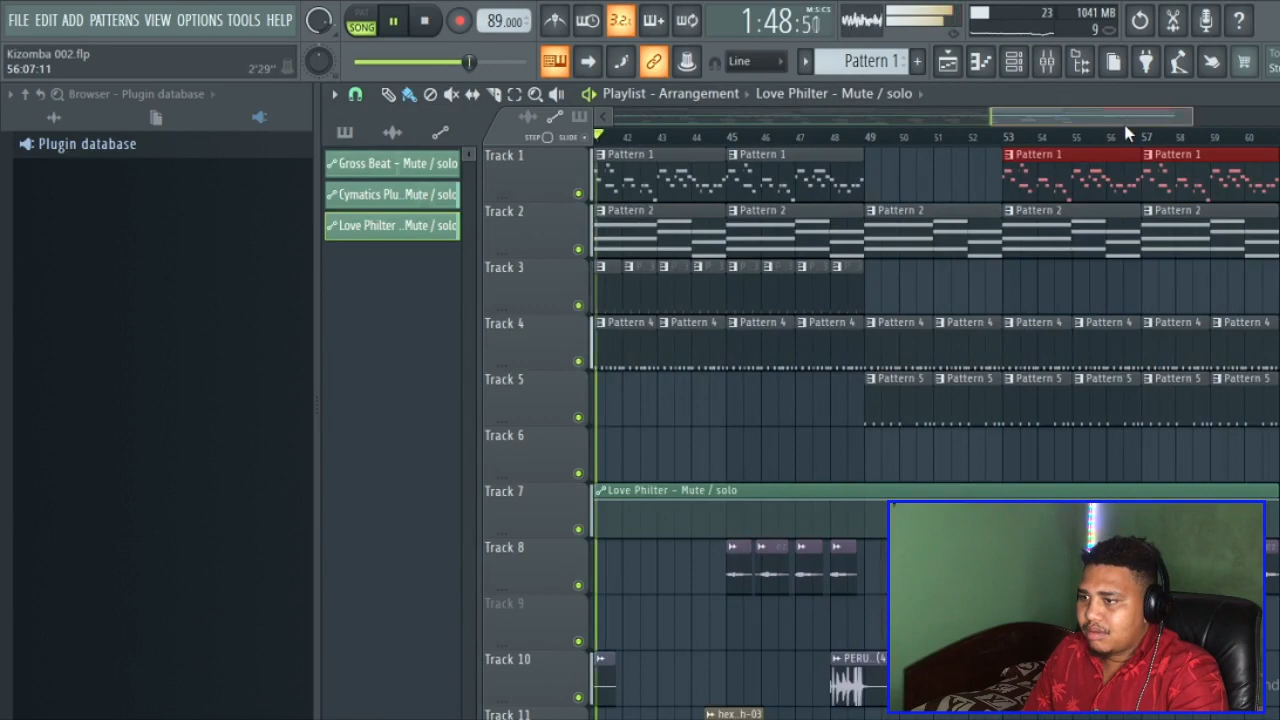 FILE EDIT ADD PATTERNS VIEW OPTIONS TOOLS HELP
PAT
SONG
89.000
3.2.
1:48:51
M:S:CS
23
1041 MB
9
Kizomba 002.flp
56:07:11
2'29"
Line
Pattern 1
Browser - Plugin database
Playlist - Arrangement
Love Philter - Mute / solo
STEP
SLIDE
42 43 44 45 46 47 48 49 50 51 52 53 54 55 56 57 58 59 60
Plugin database
Gross Beat - Mute / solo
Cymatics Plu..Mute / solo
Love Philter ..Mute / solo
Track 1
Pattern 1
Pattern 1
Pattern 1
Pattern 1
Track 2
Pattern 2
Pattern 2
Pattern 2
Pattern 2
Pattern 2
Track 3
Track 4
Pattern 4
Pattern 4
Pattern 4
Pattern 4
Pattern 4
Pattern 4
Pattern 4
Pattern 4
Pattern 4
Pattern 4
Track 5
Pattern 5
Pattern 5
Pattern 5
Pattern 5
Pattern 5
Pattern 5
Track 6
Track 7
Love Philter - Mute / solo
Track 8
Track 9
Track 10
PERU..(4
Track 11
hex..h-03